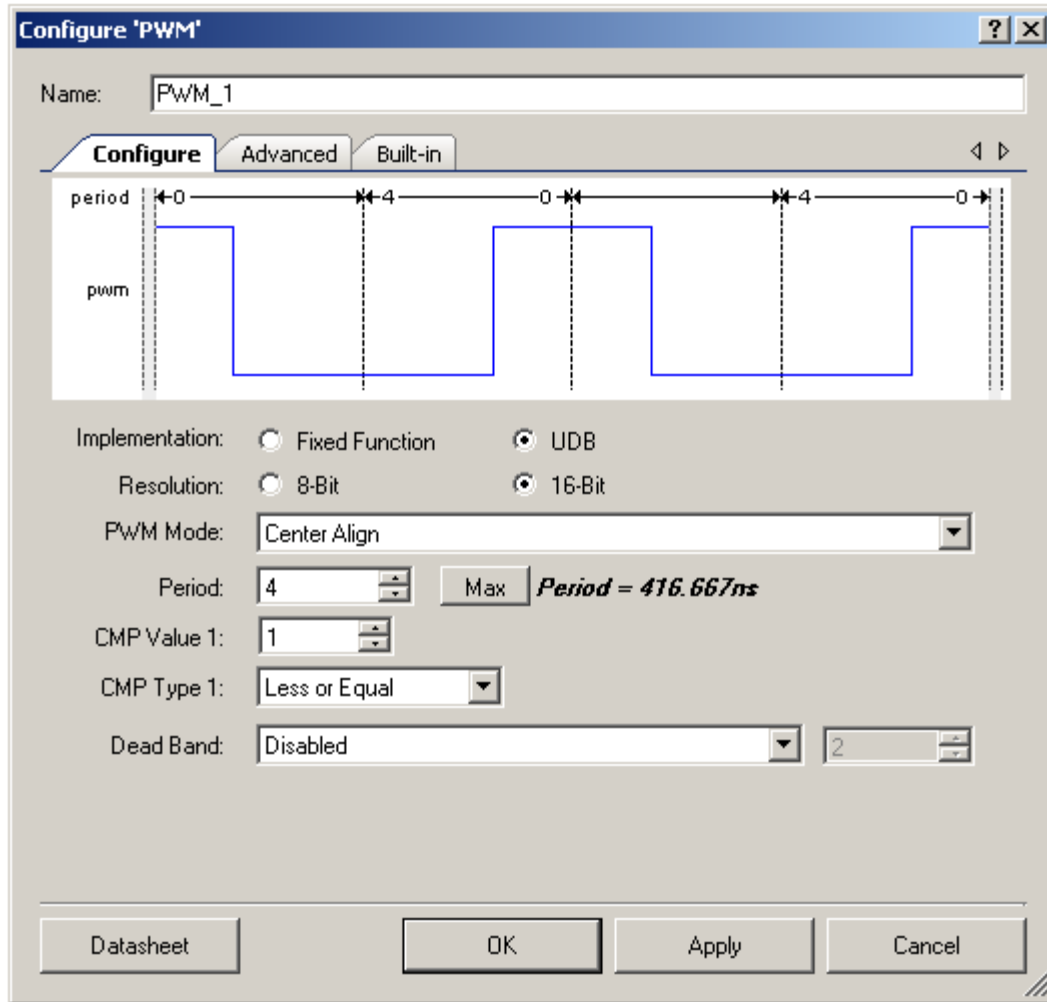 Configure 'PWM'
Name: PWM_1
Configure Advanced Built-in
period 0 4 0 4 0
pwm
Implementation: Fixed Function UDB
Resolution: 8-Bit 16-Bit
PWM Mode: Center Align
Period: 4 Max Period = 416.667ns
CMP Value 1: 1
CMP Type 1: Less or Equal
Dead Band: Disabled 2
Datasheet OK Apply Cancel